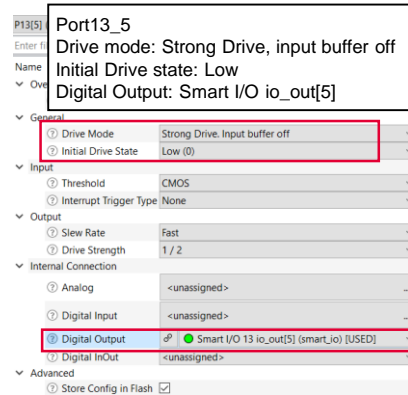 P13[5] (
Port13_5
Drive mode: Strong Drive, input buffer off
Initial Drive state: Low
Digital Output: Smart I/O io_out[5]
Enter fil
Name
Ove
General
Drive Mode Strong Drive. Input buffer off
Initial Drive State Low (0)
Input
Threshold CMOS
Interrupt Trigger Type None
Output
Slew Rate Fast
Drive Strength 1 / 2
Internal Connection
Analog <unassigned> ...
Digital Input <unassigned> ...
Digital Output Smart I/O 13 io_out[5] (smart_io) [USED]
Digital InOut <unassigned>
Advanced
Store Config in Flash